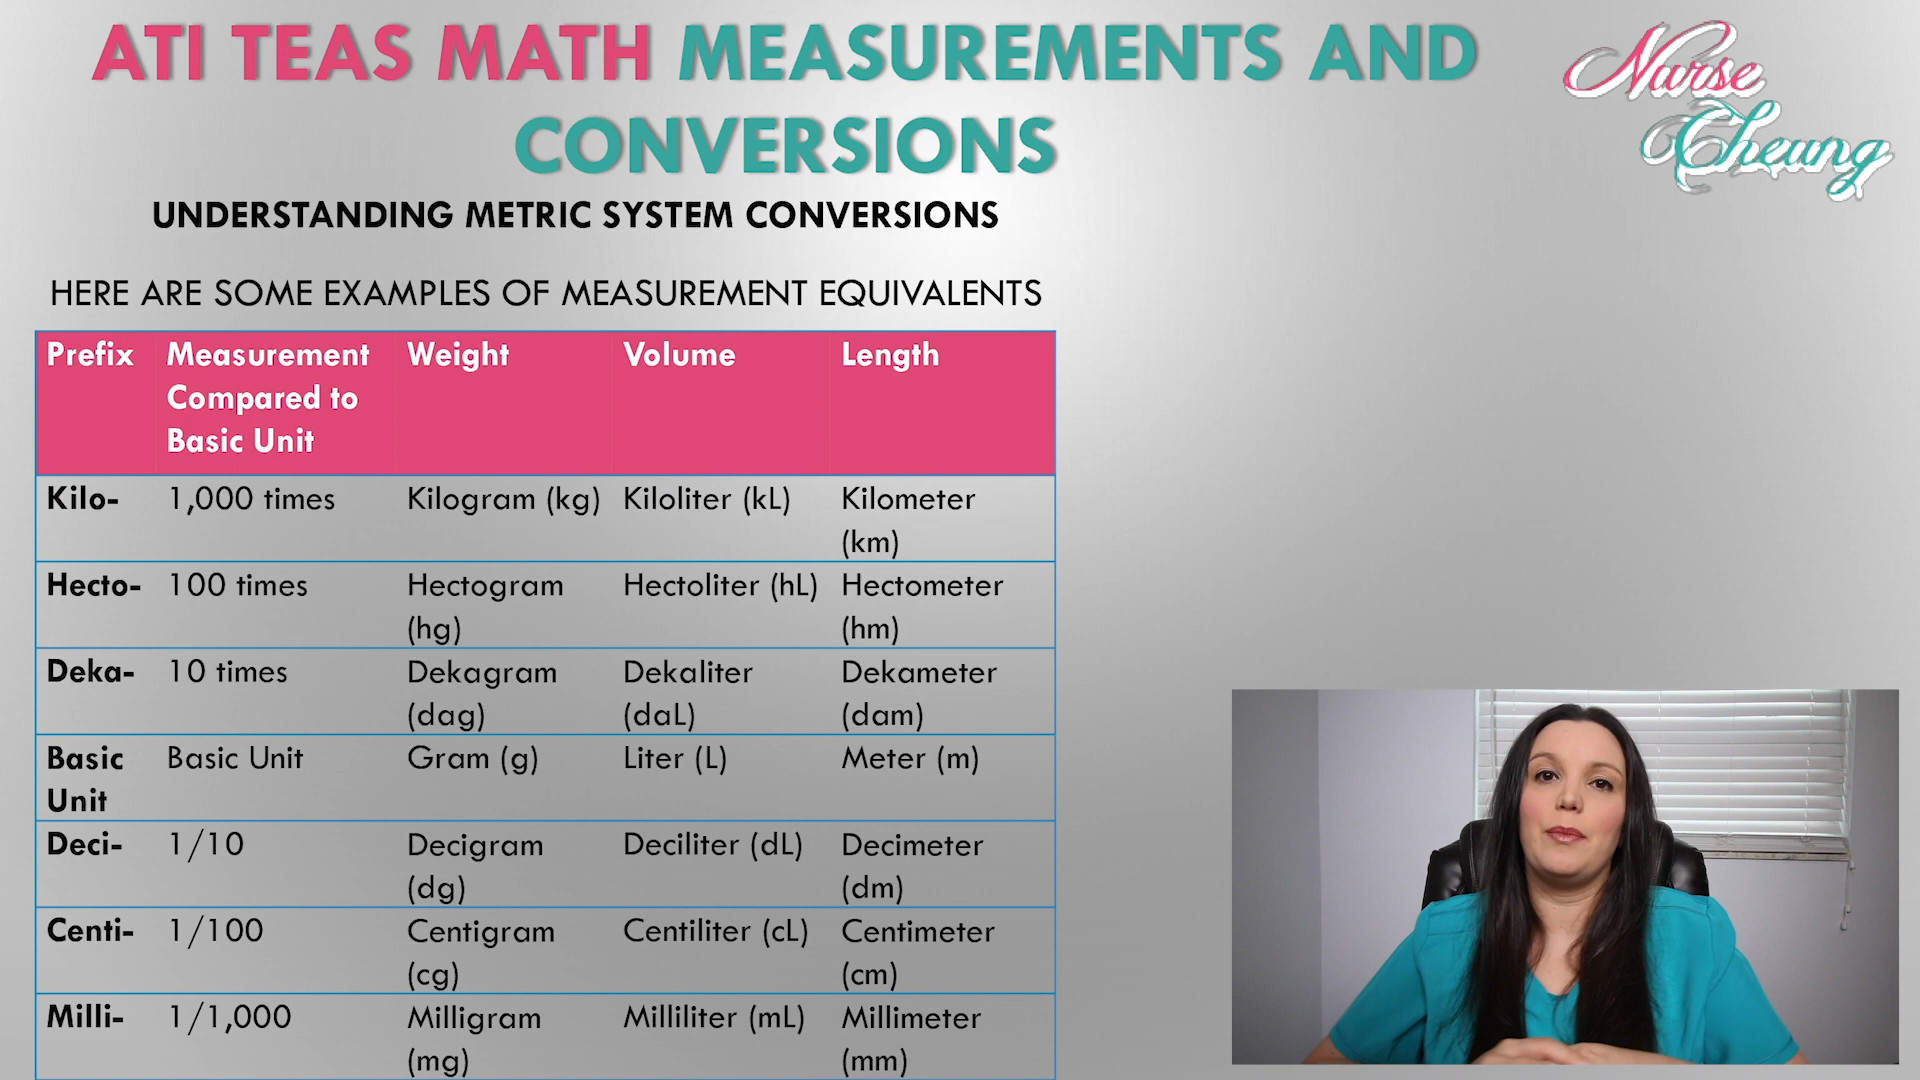 ATI TEAS MATH MEASUREMENTS AND
CONVERSIONS
Nurse
Cheung
UNDERSTANDING METRIC SYSTEM CONVERSIONS
HERE ARE SOME EXAMPLES OF MEASUREMENT EQUIVALENTS
Prefix Measurement Compared to Basic Unit Weight Volume Length
Kilo- 1,000 times Kilogram (kg) Kiloliter (kL) Kilometer (km)
Hecto- 100 times Hectogram (hg) Hectoliter (hL) Hectometer (hm)
Deka- 10 times Dekagram (dag) Dekaliter (daL) Dekameter (dam)
Basic Unit Basic Unit Gram (g) Liter (L) Meter (m)
Deci- 1/10 Decigram (dg) Deciliter (dL) Decimeter (dm)
Centi- 1/100 Centigram (cg) Centiliter (cL) Centimeter (cm)
Milli- 1/1,000 Milligram (mg) Milliliter (mL) Millimeter (mm)